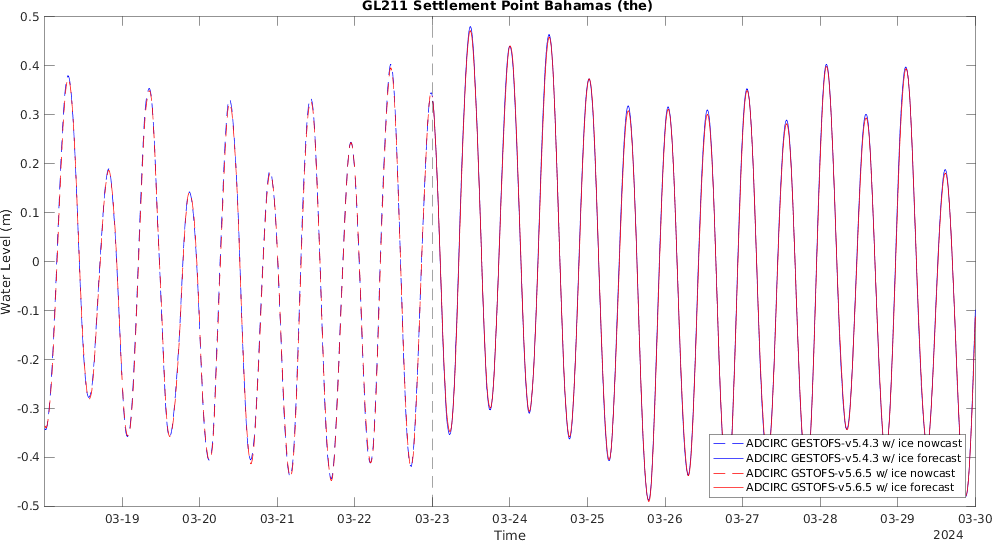 GL211 Settlement Point Bahamas (the)
0.5
0.4
0.3
0.2
0.1
0
-0.1
-0.2
-0.3
-0.4
-0.5
Water Level (m)
ADCIRC GESTOFS-v5.4.3 w/ ice nowcast
ADCIRC GESTOFS-v5.4.3 w/ ice forecast
ADCIRC GSTOFS-v5.6.5 w/ ice nowcast
ADCIRC GSTOFS-v5.6.5 w/ ice forecast
03-19 03-20 03-21 03-22 03-23 03-24 03-25 03-26 03-27 03-28 03-29 03-30
Time
2024